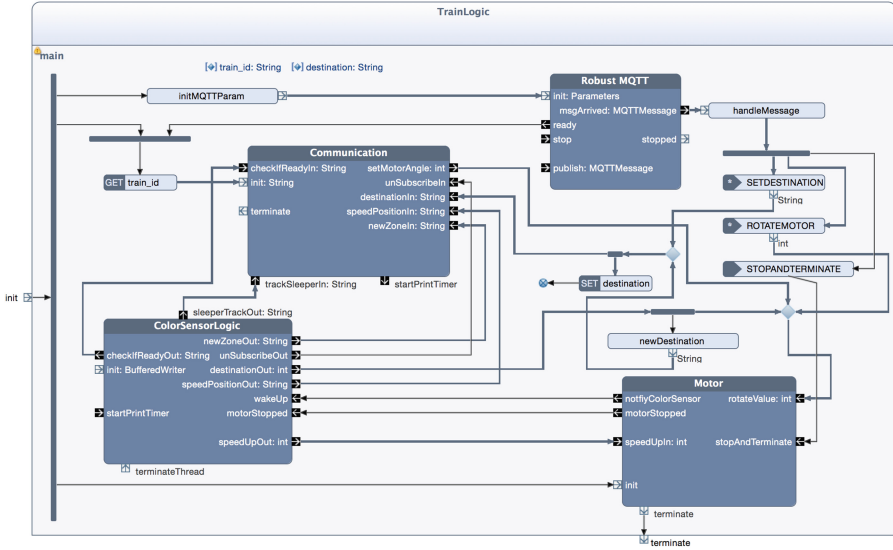 TrainLogic
main
train_id: String
destination: String
initMQTTParam
Robust MQTT
init: Parameters
msgArrived: MQTTMessage
ready
stop
stopped
publish: MQTTMessage
handleMessage
Communication
checkIfReadyIn: String
setMotorAngle: int
init: String
unSubscribeIn
destinationIn: String
terminate
speedPositionIn: String
newZoneIn: String
GET train_id
SETDESTINATION
String
ROTATEMOTOR
int
STOPANDTERMINATE
trackSleeperIn: String
startPrintTimer
SET destination
init
sleeperTrackOut: String
ColorSensorLogic
newZoneOut: String
checkIfReadyOut: String
unSubscribeOut
init: BufferedWriter
destinationOut: int
speedPositionOut: String
wakeUp
startPrintTimer
motorStopped
speedUpOut: int
terminateThread
newDestination
String
Motor
notfiyColorSensor
rotateValue: int
motorStopped
speedUpIn: int
stopAndTerminate
init
terminate
terminate